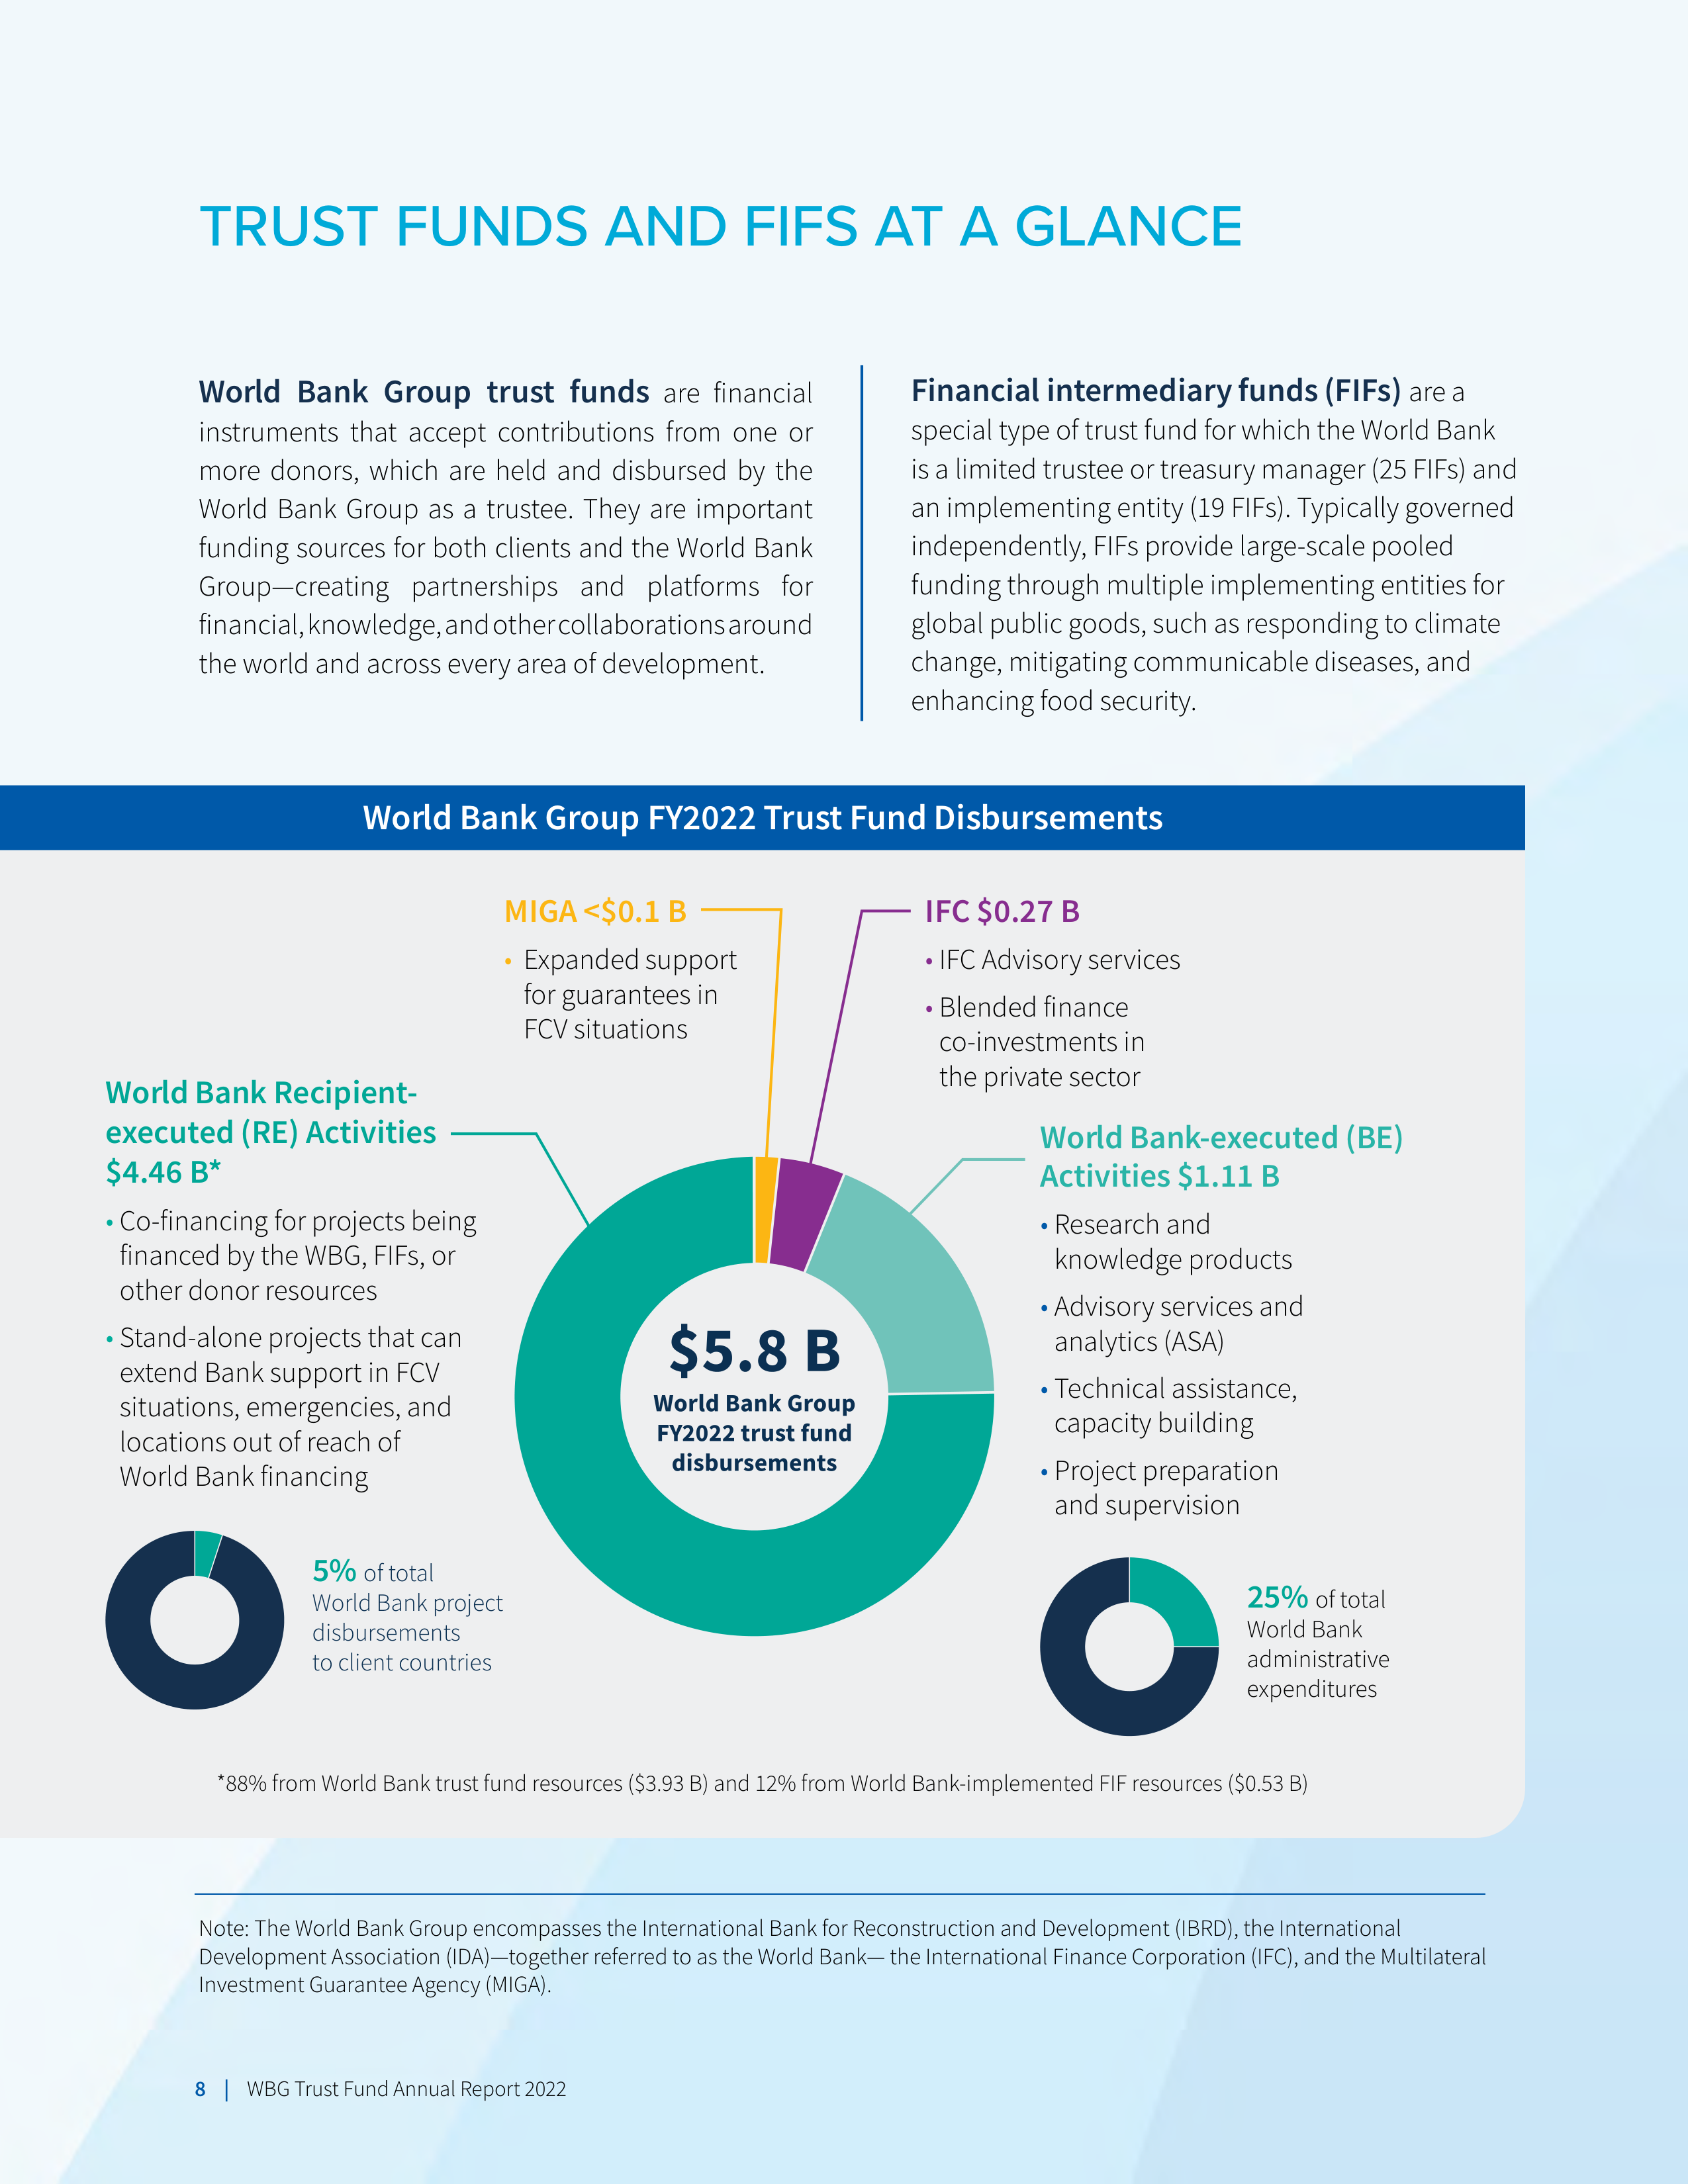 TRUST FUNDS AND FIFS AT A GLANCE
World Bank Group trust funds are financial
instruments that accept contributions from one or
more donors, which are held and disbursed by the
World Bank Group as a trustee. They are important
funding sources for both clients and the World Bank
Group—creating partnerships and platforms for
financial, knowledge, and other collaborations around
the world and across every area of development.
Financial intermediary funds (FIFs) are a
special type of trust fund for which the World Bank
is a limited trustee or treasury manager (25 FIFs) and
an implementing entity (19 FIFs). Typically governed
independently, FIFs provide large-scale pooled
funding through multiple implementing entities for
global public goods, such as responding to climate
change, mitigating communicable diseases, and
enhancing food security.
World Bank Group FY2022 Trust Fund Disbursements
MIGA <$0.1 B
• Expanded support
for guarantees in
FCV situations
IFC $0.27 B
• IFC Advisory services
• Blended finance
co-investments in
the private sector
World Bank Recipient-
executed (RE) Activities
$4.46 B*
• Co-financing for projects being
financed by the WBG, FIFs, or
other donor resources
• Stand-alone projects that can
extend Bank support in FCV
situations, emergencies, and
locations out of reach of
World Bank financing
World Bank-executed (BE)
Activities $1.11 B
• Research and
knowledge products
• Advisory services and
analytics (ASA)
• Technical assistance,
capacity building
• Project preparation
and supervision
$5.8 B
World Bank Group
FY2022 trust fund
disbursements
5% of total
World Bank project
disbursements
to client countries
25% of total
World Bank
administrative
expenditures
*88% from World Bank trust fund resources ($3.93 B) and 12% from World Bank-implemented FIF resources ($0.53 B)
Note: The World Bank Group encompasses the International Bank for Reconstruction and Development (IBRD), the International
Development Association (IDA)—together referred to as the World Bank— the International Finance Corporation (IFC), and the Multilateral
Investment Guarantee Agency (MIGA).
8 | WBG Trust Fund Annual Report 2022